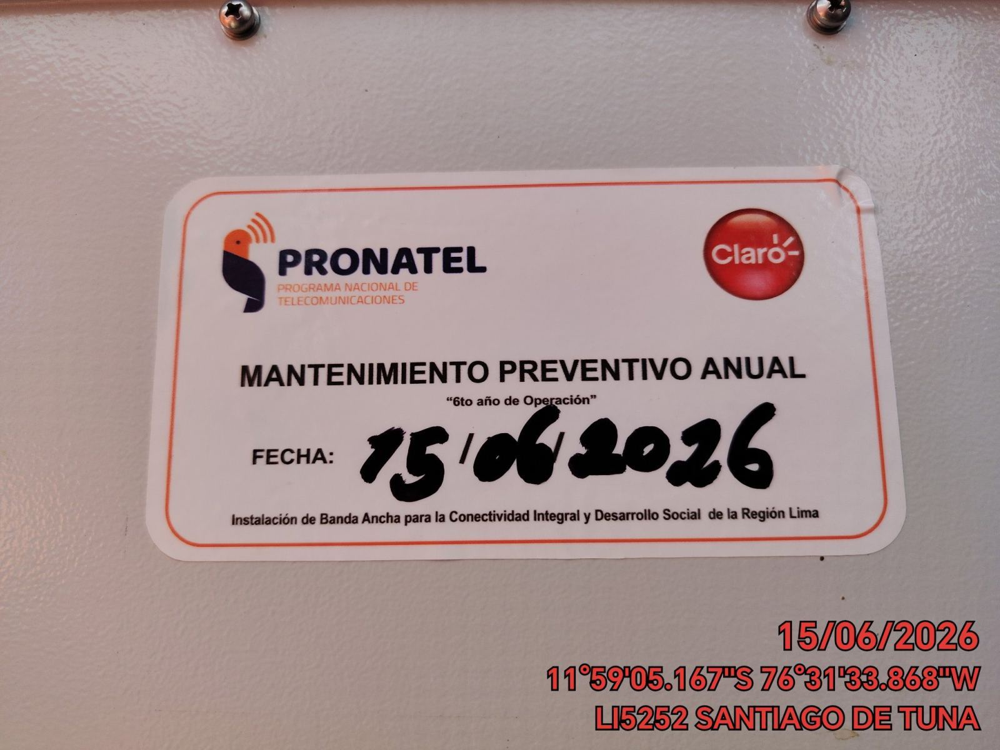 PRONATEL
PROGRAMA NACIONAL DE
TELECOMUNICACIONES
Claro
MANTENIMIENTO PREVENTIVO ANUAL
“6to año de Operación”
FECHA: 15/06/2026
Instalación de Banda Ancha para la Conectividad Integral y Desarrollo Social de la Región Lima
15/06/2026
11°59'05.167"S 76°31'33.868"W
LI5252 SANTIAGO DE TUNA